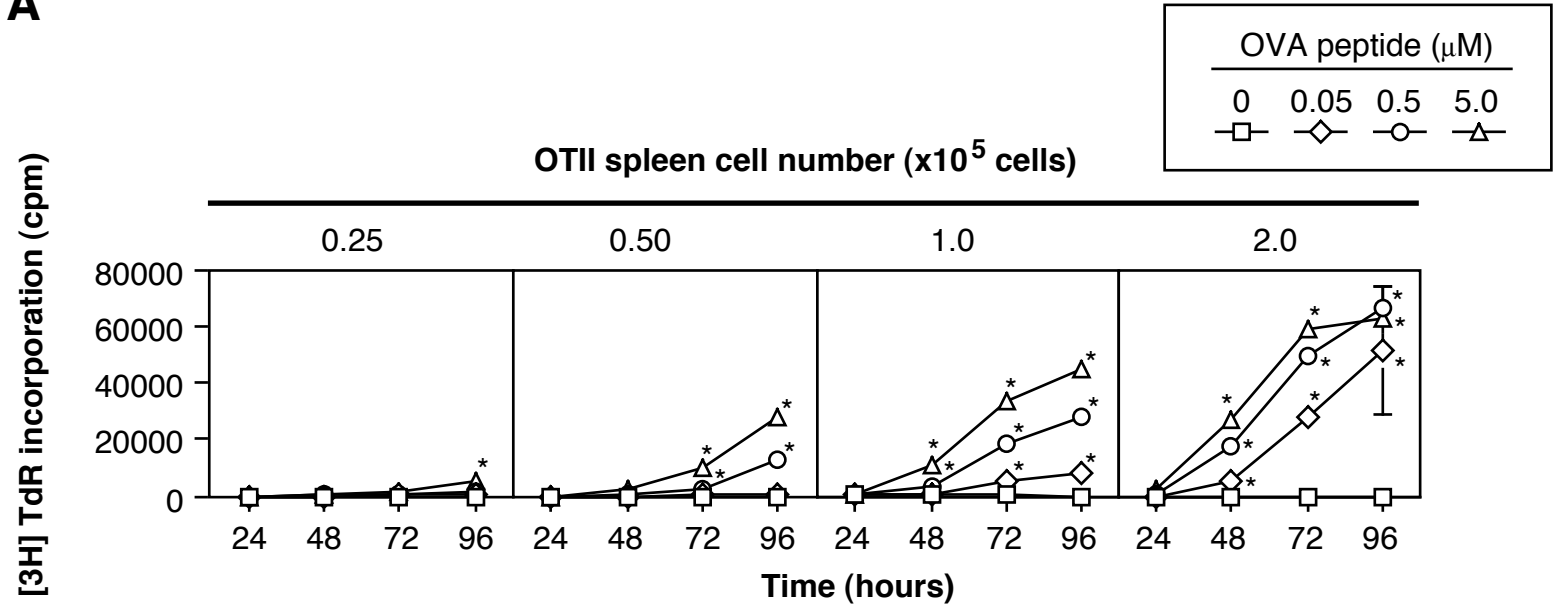 A
OVA peptide (μM)
0 0.05 0.5 5.0
OTII spleen cell number (x10^5 cells)
0.25 0.50 1.0 2.0
[3H] TdR incorporation (cpm)
80000
60000
40000
20000
0
* * * * * * * * * * * * * * * * * * * * *
24 48 72 96 24 48 72 96 24 48 72 96 24 48 72 96
Time (hours)